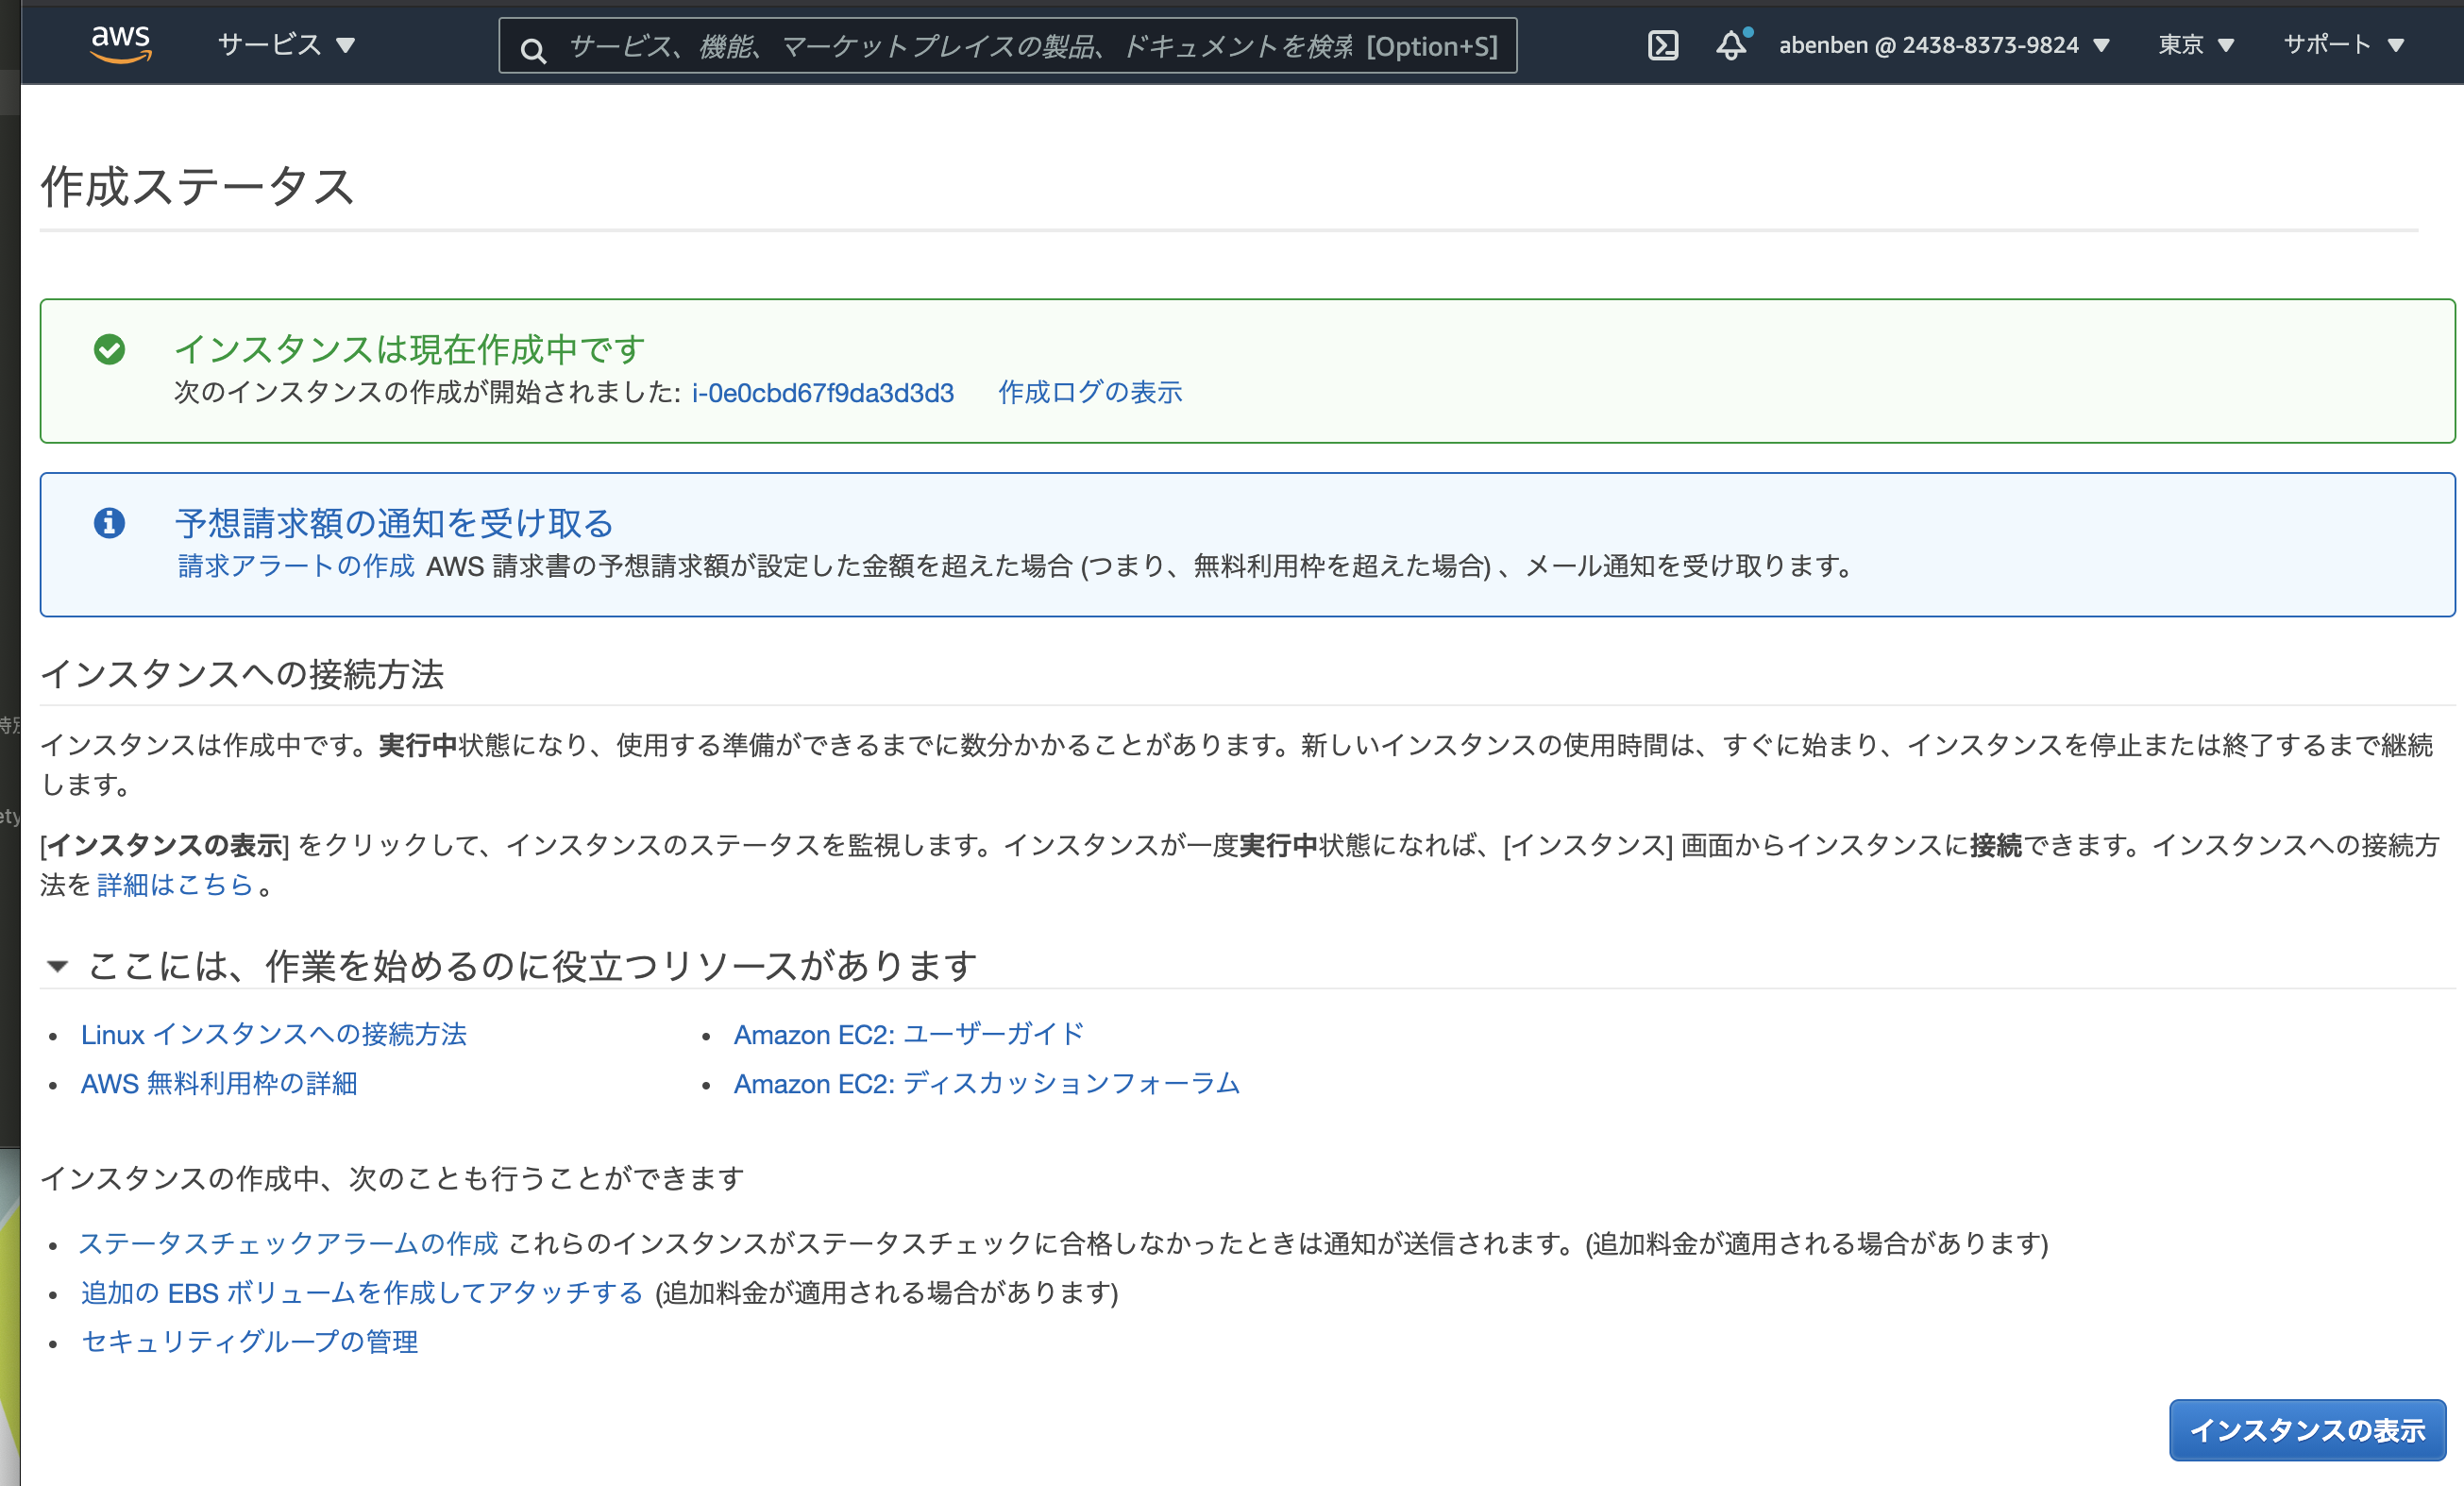 aws サービス サービス、機能、マーケットプレイスの製品、ドキュメントを検索 [Option+S] abenben @ 2438-8373-9824 東京 サポート
作成ステータス
インスタンスは現在作成中です
次のインスタンスの作成が開始されました: i-0e0cbd67f9da3d3d3 作成ログの表示
予想請求額の通知を受け取る
請求アラートの作成 AWS 請求書の予想請求額が設定した金額を超えた場合 (つまり、無料利用枠を超えた場合) 、メール通知を受け取ります。
インスタンスへの接続方法
インスタンスは作成中です。実行中状態になり、使用する準備ができるまでに数分かかることがあります。新しいインスタンスの使用時間は、すぐに始まり、インスタンスを停止または終了するまで継続
します。
[インスタンスの表示] をクリックして、インスタンスのステータスを監視します。インスタンスが一度実行中状態になれば、[インスタンス] 画面からインスタンスに接続できます。インスタンスへの接続方
法を 詳細はこちら 。
ここには、作業を始めるのに役立つリソースがあります
• Linux インスタンスへの接続方法 • Amazon EC2: ユーザーガイド
• AWS 無料利用枠の詳細 • Amazon EC2: ディスカッションフォーラム
インスタンスの作成中、次のことも行うことができます
• ステータスチェックアラームの作成 これらのインスタンスがステータスチェックに合格しなかったときは通知が送信されます。(追加料金が適用される場合があります)
• 追加の EBS ボリュームを作成してアタッチする (追加料金が適用される場合があります)
• セキュリティグループの管理
インスタンスの表示